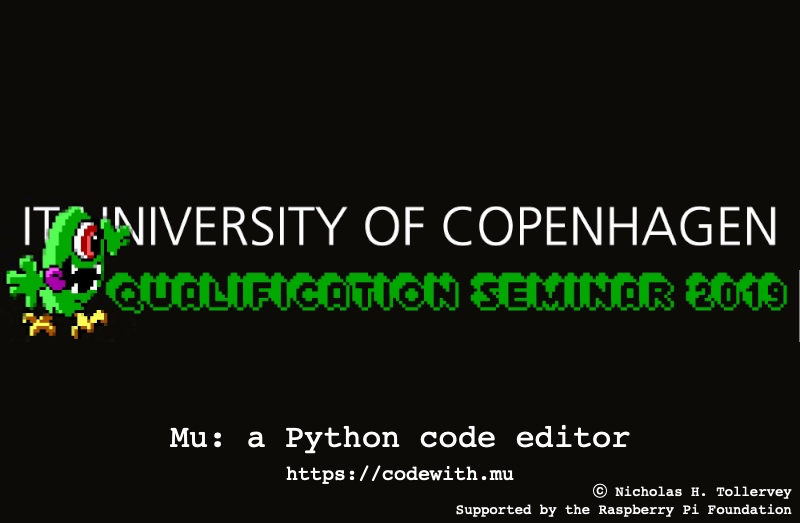 IT UNIVERSITY OF COPENHAGEN
QUALIFICATION SEMINAR 2019
Mu: a Python code editor
https://codewith.mu
© Nicholas H. Tollervey
Supported by the Raspberry Pi Foundation